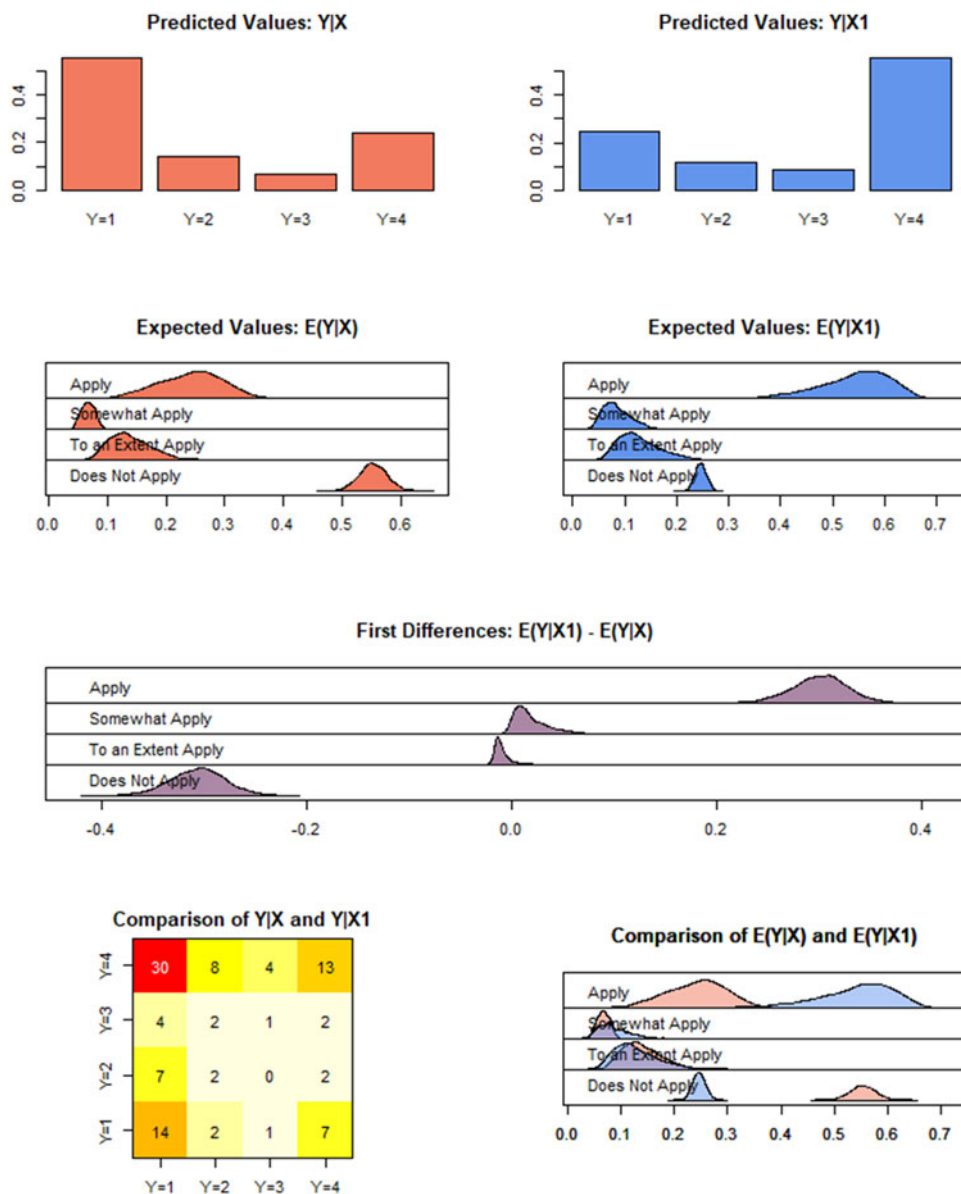 Predicted Values: Y|X
Predicted Values: Y|X1
0.0 0.2 0.4
Y=1 Y=2 Y=3 Y=4
0.0 0.2 0.4
Y=1 Y=2 Y=3 Y=4
Expected Values: E(Y|X)
Apply
Somewhat Apply
To an Extent Apply
Does Not Apply
0.0 0.1 0.2 0.3 0.4 0.5 0.6
Expected Values: E(Y|X1)
Apply
Somewhat Apply
To an Extent Apply
Does Not Apply
0.0 0.1 0.2 0.3 0.4 0.5 0.6 0.7
First Differences: E(Y|X1) - E(Y|X)
Apply
Somewhat Apply
To an Extent Apply
Does Not Apply
-0.4 -0.2 0.0 0.2 0.4
Comparison of Y|X and Y|X1
Y=4 30 8 4 13
Y=3 4 2 1 2
Y=2 7 2 0 2
Y=1 14 2 1 7
Y=1 Y=2 Y=3 Y=4
Comparison of E(Y|X) and E(Y|X1)
Apply
Somewhat Apply
To an Extent Apply
Does Not Apply
0.0 0.1 0.2 0.3 0.4 0.5 0.6 0.7